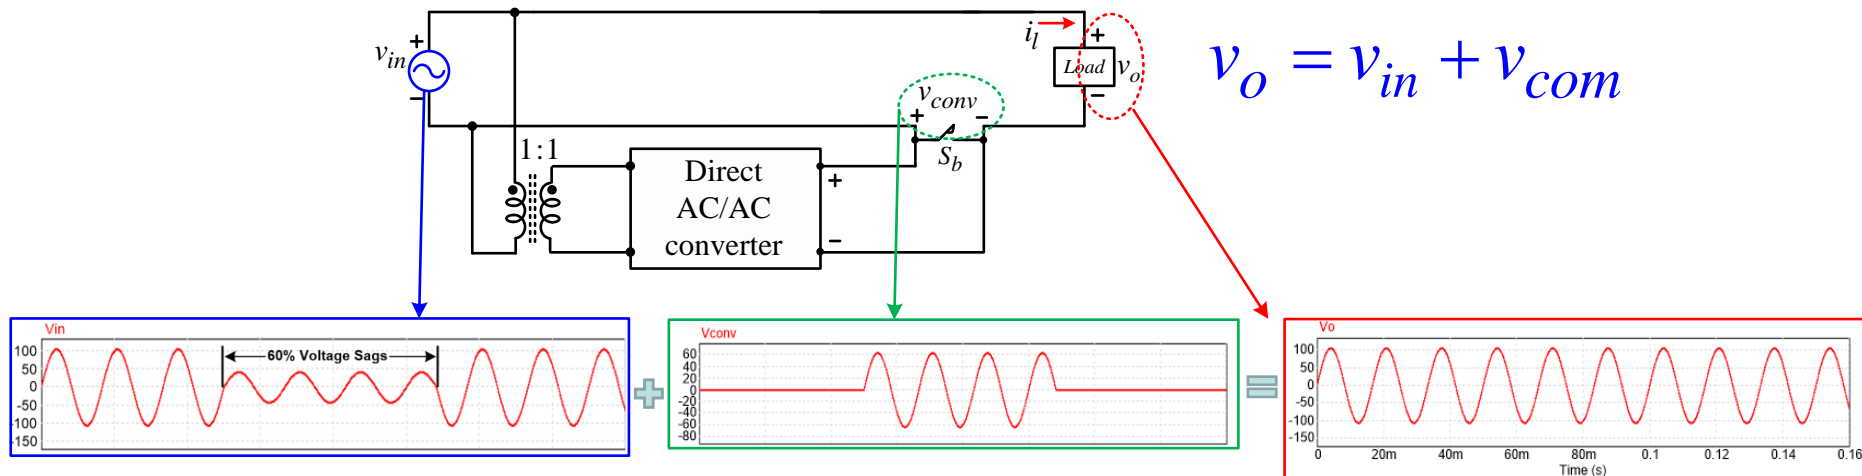 v_in
+
−
i_l
+
Load
v_o
−
v_o = v_in + v_com
v_conv
+
−
S_b
1:1
Direct
AC/AC
converter
+
−
Vin
60% Voltage Sags
100
50
0
-50
-100
-150
Vconv
60
40
20
0
-20
-40
-60
-80
Vo
100
50
0
-50
-100
-150
0 20m 40m 60m 80m 0.1 0.12 0.14 0.16
Time (s)